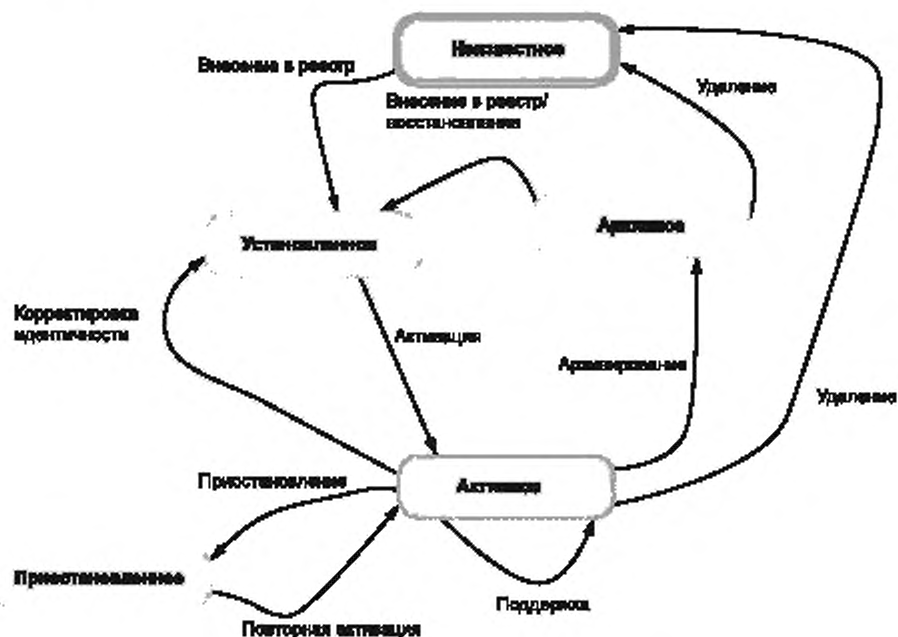 Неизвестное
Внесение в реестр
Удаление
Внесение в реестр/
восстановление
Архивное
Установленное
Корректировка
идентичности
Активация
Архивирование
Удаление
Приостановление
Активное
Приостановленное
Поддержка
Повторная активация